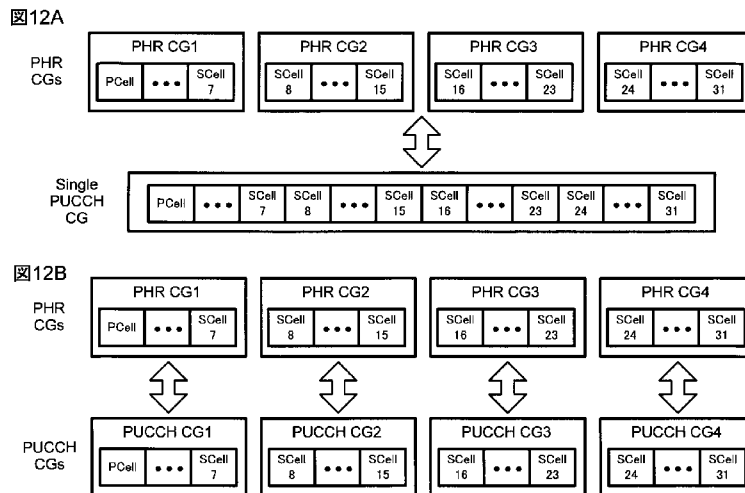 図12A
PHR CGs
PHR CG1
PCell ••• SCell 7
PHR CG2
SCell 8 ••• SCell 15
PHR CG3
SCell 16 ••• SCell 23
PHR CG4
SCell 24 ••• SCell 31
Single PUCCH CG
PCell ••• SCell 7 SCell 8 ••• SCell 15 SCell 16 ••• SCell 23 SCell 24 ••• SCell 31
図12B
PHR CGs
PHR CG1
PCell ••• SCell 7
PHR CG2
SCell 8 ••• SCell 15
PHR CG3
SCell 16 ••• SCell 23
PHR CG4
SCell 24 ••• SCell 31
PUCCH CGs
PUCCH CG1
PCell ••• SCell 7
PUCCH CG2
SCell 8 ••• SCell 15
PUCCH CG3
SCell 16 ••• SCell 23
PUCCH CG4
SCell 24 ••• SCell 31